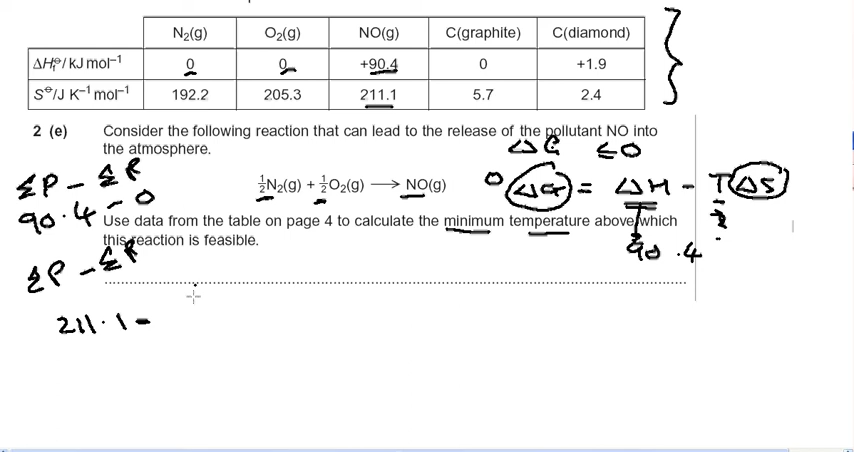 N₂(g) O₂(g) NO(g) C(graphite) C(diamond)
ΔHf⦵/kJ mol⁻¹ 0 0 +90.4 0 +1.9
S⦵/J K⁻¹ mol⁻¹ 192.2 205.3 211.1 5.7 2.4
2 (e) Consider the following reaction that can lead to the release of the pollutant NO into
the atmosphere.
ΔG ≤0
ΣP - ΣR
½N₂(g) + ½O₂(g) ⟶ NO(g)
0 ΔG = ΔH - TΔS
90.4 - 0
Use data from the table on page 4 to calculate the minimum temperature above which
this reaction is feasible.
?
90.4
ΣP - ΣR
211.1 -